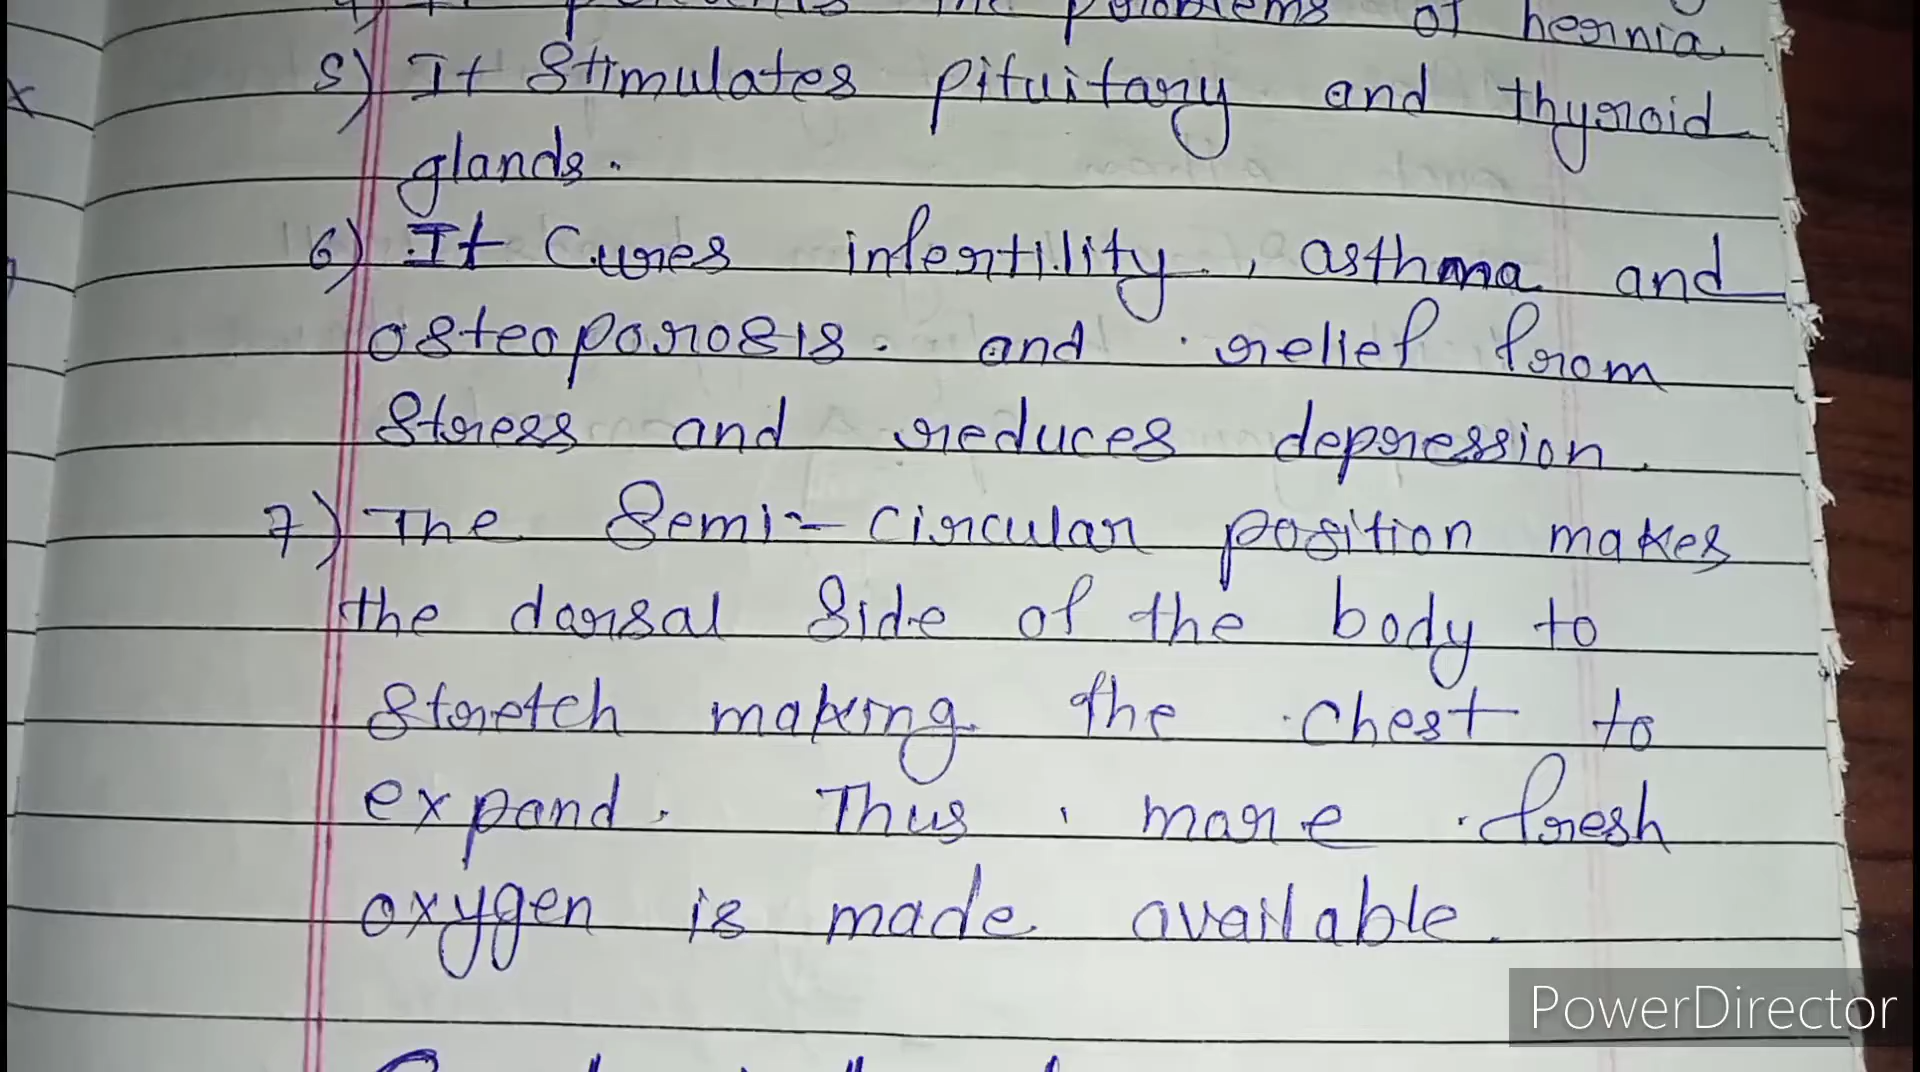 the problems of hernia.
5) It stimulates pituitary and thyroid
glands.
6) It Cures infertility, asthma and
osteoporosis. and relief from
stress and reduces depression.
7) The Semi-circular position makes
the dorsal side of the body to
stretch making the chest to
expand. Thus, more fresh
oxygen is made available.
PowerDirector